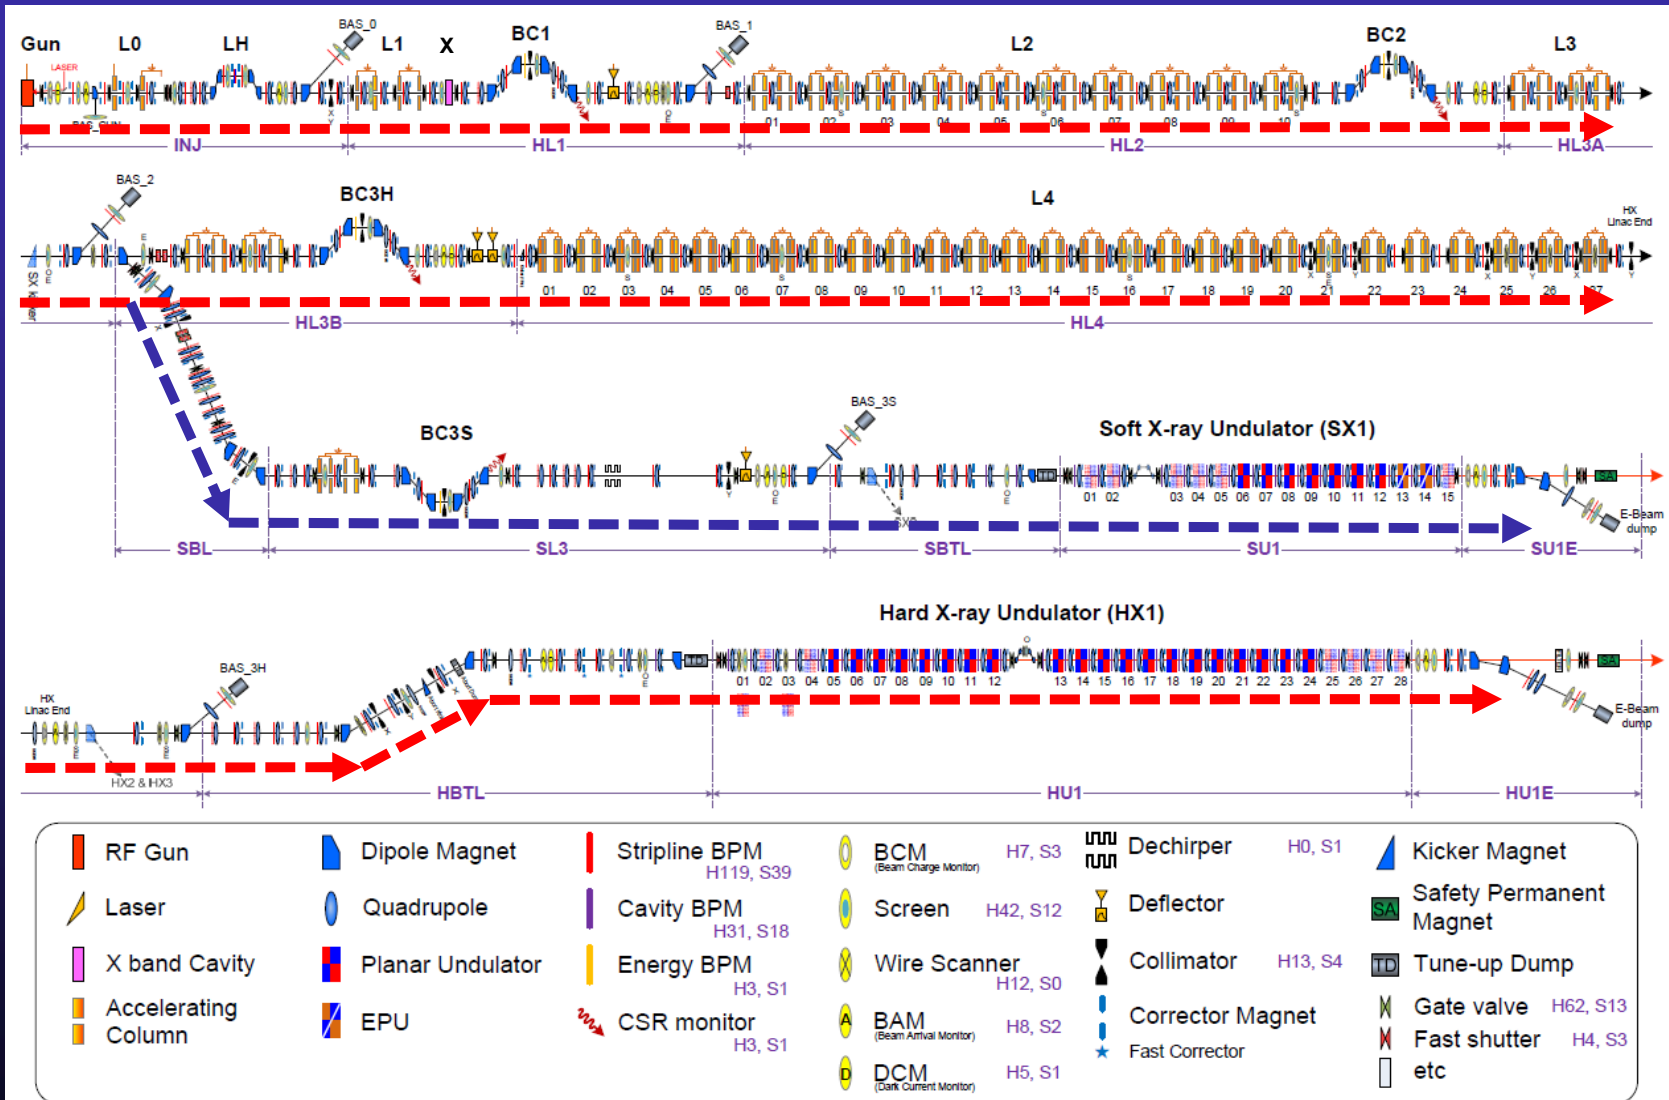 BAS_0
BAS_1
Gun L0 LH L1 X BC1 L2 BC2 L3
LASER
X
Y
O
E
S S S S
01 02 03 04 05 06 07 08 09 10
INJ HL1 HL2 HL3A
BAS_2
BC3H L4
HX
Linac End
SX
O
E
E
S S S S
E
X Y X Y X Y
01 02 03 04 05 06 07 08 09 10 11 12 13 14 15 16 17 18 19 20 21 22 23 24 25 26 27
HL3B HL4
X
BAS_3S
BC3S Soft X-ray Undulator (SX1)
E
Y
O
E
O
E
SA
01 02 03 04 05 06 07 08 09 10 11 12 13 14 15
E-Beam
dump
SBL SL3 SBTL SU1 SU1E
Hard X-ray Undulator (HX1)
O
BAS_3H
TD
SA
O
E
01 02 03 04 05 06 07 08 09 10 11 12 13 14 15 16 17 18 19 20 21 22 23 24 25 26 27 28
HX
Linac End
X
E-Beam
dump
HX2 & HX3
HBTL HU1 HU1E
RF Gun
Laser
X band Cavity
Accelerating
Column
Dipole Magnet
Quadrupole
Planar Undulator
EPU
Stripline BPM
H119, S39
Cavity BPM
H31, S18
Energy BPM
H3, S1
CSR monitor
H3, S1
BCM H7, S3
(Beam Charge Monitor)
Screen H42, S12
Wire Scanner
H12, S0
A BAM H8, S2
(Beam Arrival Monitor)
D DCM H5, S1
(Dark Current Monitor)
Dechirper H0, S1
Deflector
Collimator H13, S4
Corrector Magnet
Fast Corrector
Kicker Magnet
SA Safety Permanent
Magnet
TD Tune-up Dump
Gate valve H62, S13
Fast shutter H4, S3
etc